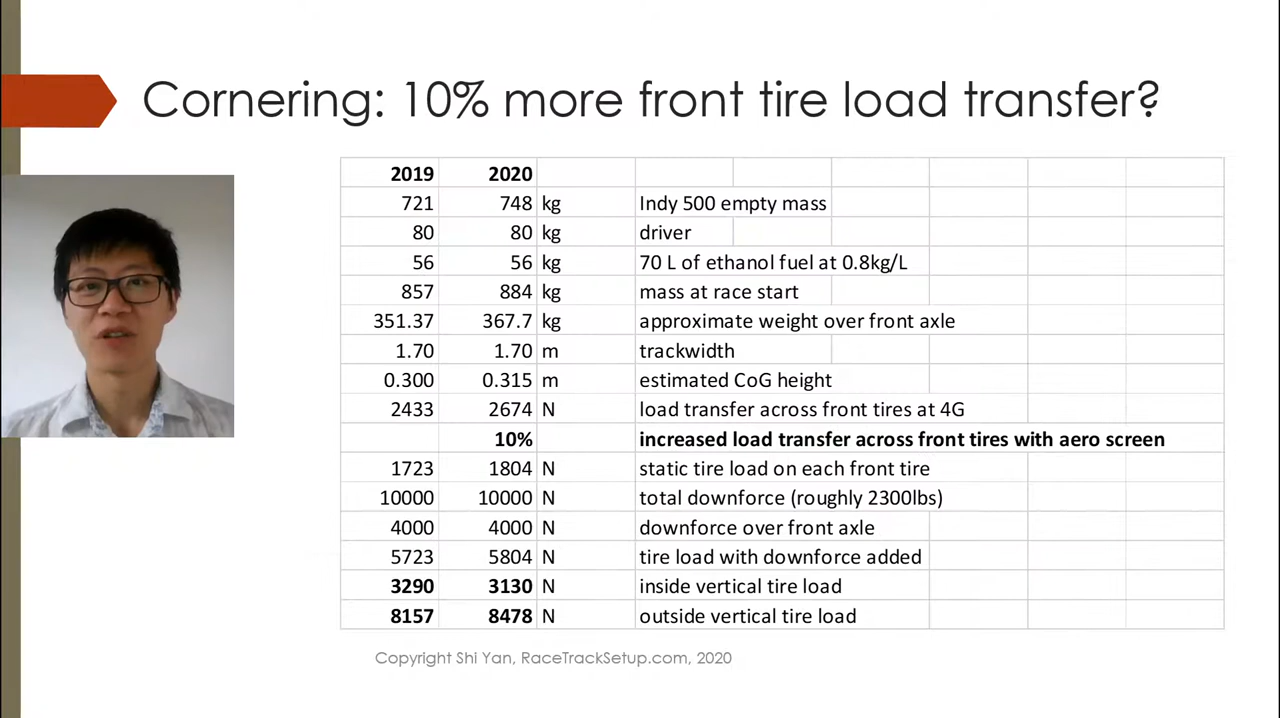 Cornering: 10% more front tire load transfer?
2019 2020
721 748 kg Indy 500 empty mass
80 80 kg driver
56 56 kg 70 L of ethanol fuel at 0.8kg/L
857 884 kg mass at race start
351.37 367.7 kg approximate weight over front axle
1.70 1.70 m trackwidth
0.300 0.315 m estimated CoG height
2433 2674 N load transfer across front tires at 4G
10% increased load transfer across front tires with aero screen
1723 1804 N static tire load on each front tire
10000 10000 N total downforce (roughly 2300lbs)
4000 4000 N downforce over front axle
5723 5804 N tire load with downforce added
3290 3130 N inside vertical tire load
8157 8478 N outside vertical tire load
Copyright Shi Yan, RaceTrackSetup.com, 2020